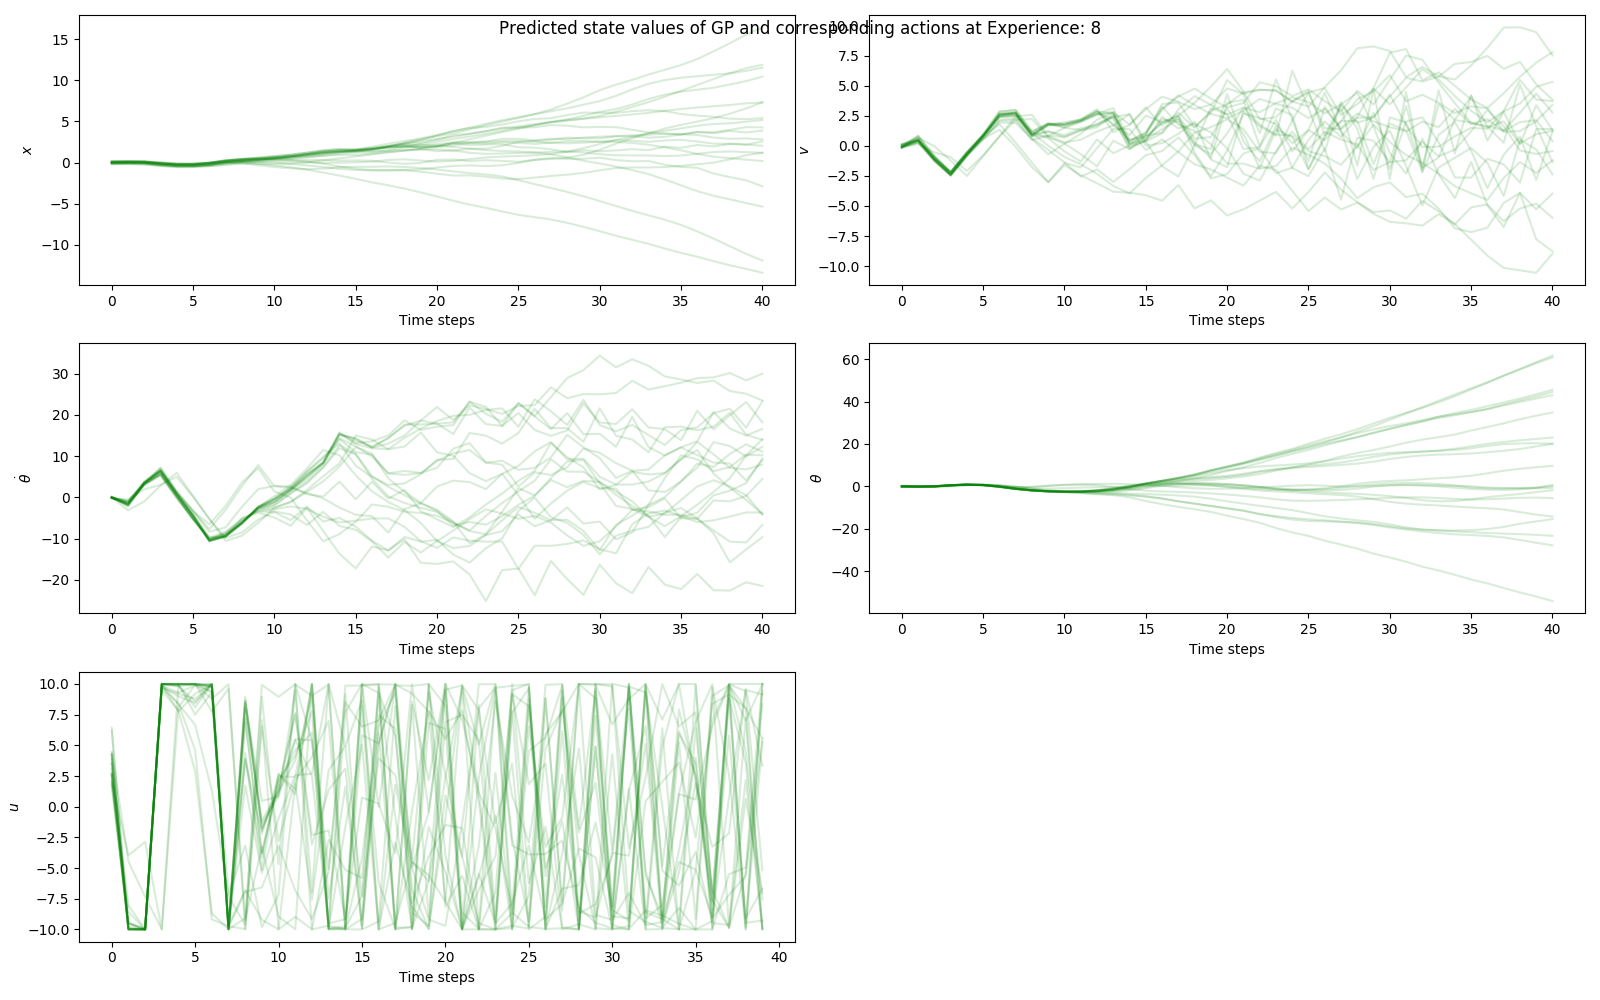 Predicted state values of GP and corresponding actions at Experience: 8
15
10
5
0
−5
−10
x
0 5 10 15 20 25 30 35 40
Time steps
10.0
7.5
5.0
2.5
0.0
−2.5
−5.0
−7.5
−10.0
v
0 5 10 15 20 25 30 35 40
Time steps
30
20
10
0
−10
−20
θ̇
0 5 10 15 20 25 30 35 40
Time steps
60
40
20
0
−20
−40
θ
0 5 10 15 20 25 30 35 40
Time steps
10.0
7.5
5.0
2.5
0.0
−2.5
−5.0
−7.5
−10.0
u
0 5 10 15 20 25 30 35 40
Time steps